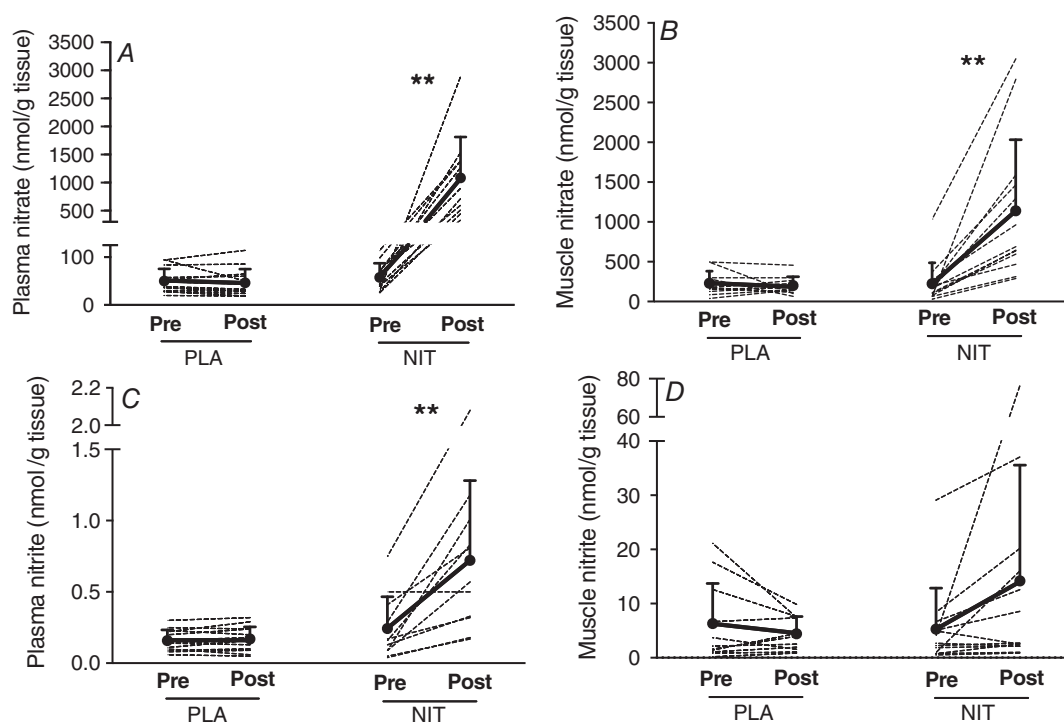 A
Plasma nitrate (nmol/g tissue)
3500
3000
2500
2000
1500
1000
500
100
0
**
Pre Post Pre Post
PLA NIT
B
Muscle nitrate (nmol/g tissue)
3500
3000
2500
2000
1500
1000
500
0
**
Pre Post Pre Post
PLA NIT
C
Plasma nitrite (nmol /g tissue)
2.2
2.0
1.5
1.0
0.5
0.0
**
Pre Post Pre Post
PLA NIT
D
Muscle nitrite (nmol/g tissue)
80
60
40
30
20
10
0
Pre Post Pre Post
PLA NIT